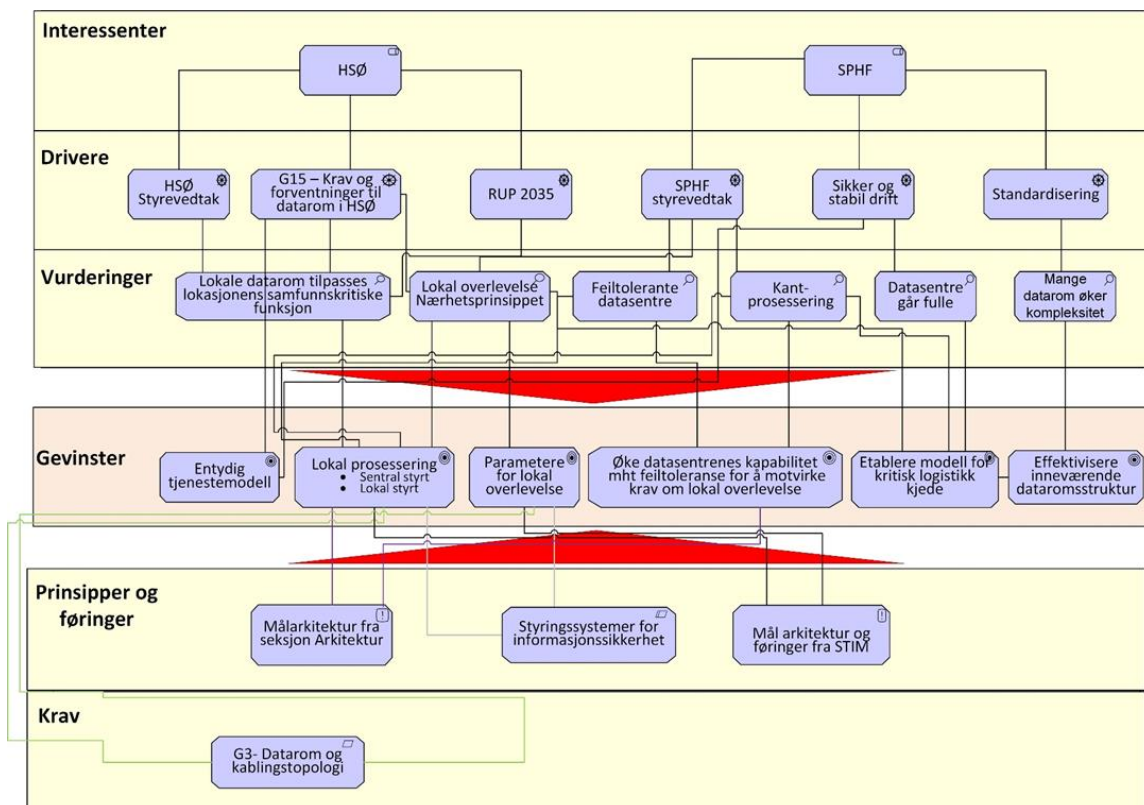 Interessenter
HSØ
SPHF
Drivere
HSØ
Styrevedtak
G15 – Krav og
forventninger til
datarom i HSØ
RUP 2035
SPHF
styrevedtak
Sikker og
stabil drift
Standardisering
Vurderinger
Lokale datarom tilpasses
lokasjonens samfunnskritiske
funksjon
Lokal overlevelse
Nærhetsprinsippet
Feiltolerante
datasentre
Kant-
prosessering
Datasentre
går fulle
Mange
datarom øker
kompleksitet
Gevinster
Entydig
tjenestemodell
Lokal prosessering
• Sentral styrt
• Lokal styrt
Parametere
for lokal
overlevelse
Øke datasentrenes kapabilitet
mht feiltoleranse for å motvirke
krav om lokal overlevelse
Etablere modell for
kritisk logistikk
kjede
Effektivisere
inneværende
dataromsstruktur
Prinsipper og
føringer
Målarkitektur fra
seksjon Arkitektur
Styringssystemer for
informasjonssikkerhet
Mål arkitektur og
føringer fra STIM
Krav
G3- Datarom og
kablingstopologi